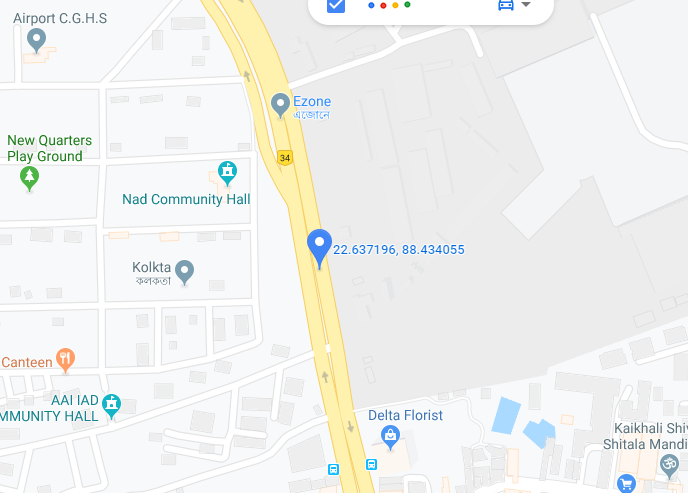 Airport C.G.H.S
Ezone
এজোনে
New Quarters
Play Ground
34
Nad Community Hall
22.637196, 88.434055
Kolkta
কলকতা
Canteen
AAI IAD
MMUNITY HALL
Delta Florist
Kaikhali Shiv
Shitala Mandi